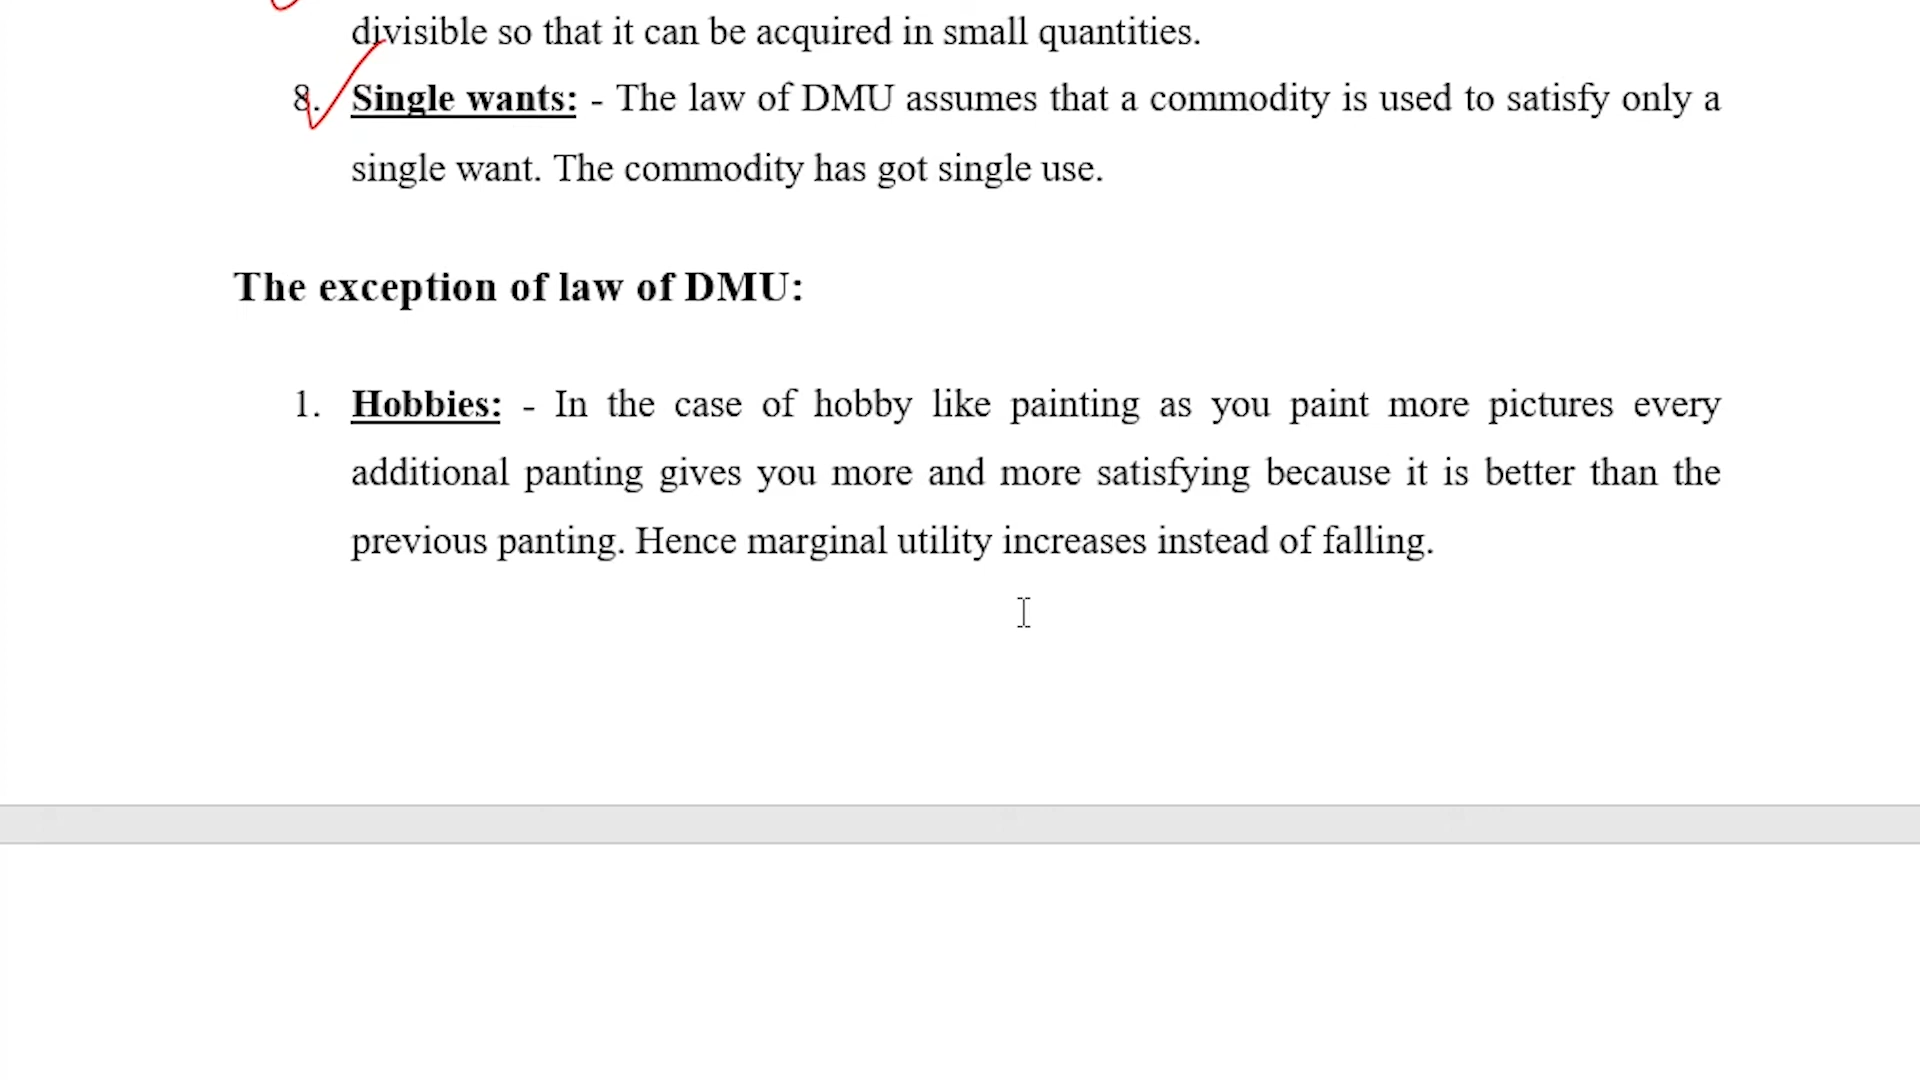 divisible so that it can be acquired in small quantities.
8. Single wants: - The law of DMU assumes that a commodity is used to satisfy only a
single want. The commodity has got single use.
The exception of law of DMU:
1. Hobbies: - In the case of hobby like painting as you paint more pictures every
additional panting gives you more and more satisfying because it is better than the
previous panting. Hence marginal utility increases instead of falling.